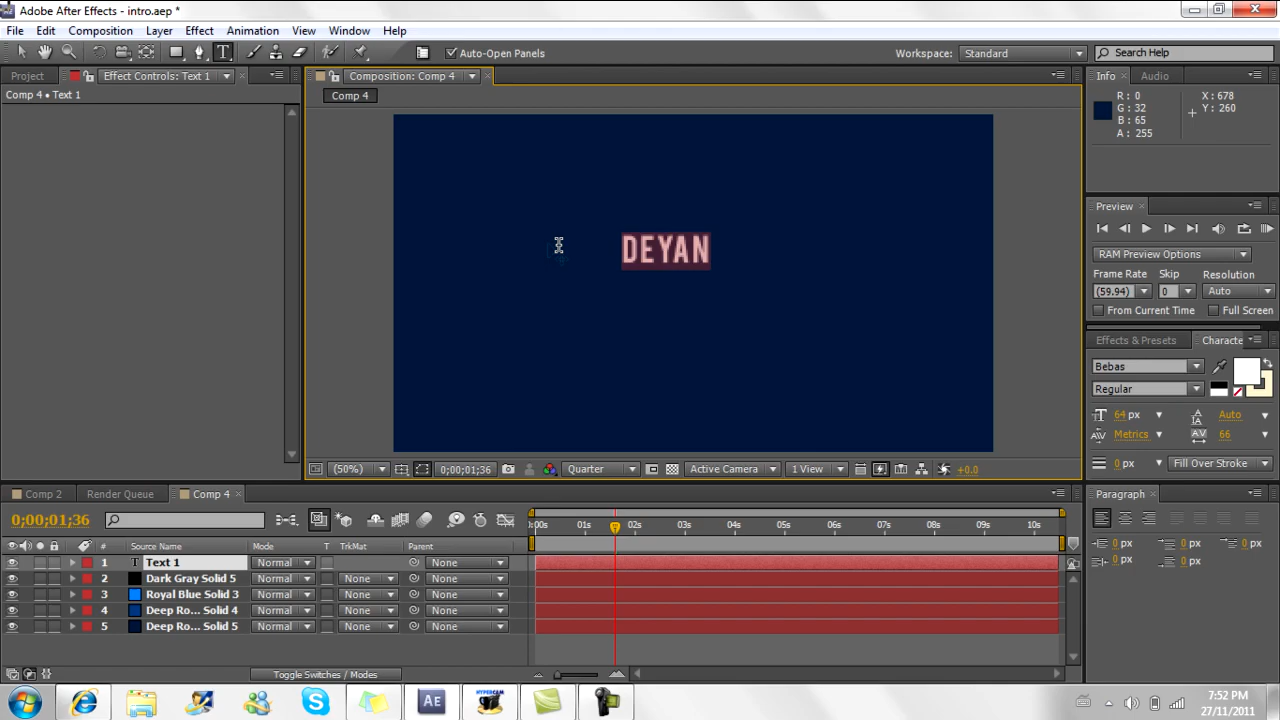 Adobe After Effects - intro.aep *
File Edit Composition Layer Effect Animation View Window Help
Auto-Open Panels
Workspace: Standard
Search Help
Project
Effect Controls: Text 1
Comp 4 • Text 1
Composition: Comp 4
Comp 4
DEYAN
(50%) 0;00;01;36 Quarter Active Camera 1 View +0.0
Info Audio
R : 0
G : 32
B : 65
A : 255
X : 678
Y : 260
Preview
RAM Preview Options
Frame Rate Skip Resolution
(59.94) 0 Auto
From Current Time Full Screen
Effects & Presets Characte
Bebas
Regular
64 px Auto
Metrics 66
0 px Fill Over Stroke
Paragraph
0 px 0 px 0 px
0 px 0 px
Comp 2 Render Queue Comp 4
0;00;01;36
:00s 01s 02s 03s 04s 05s 06s 07s 08s 09s 10s
# Source Name Mode T TrkMat Parent
1 T Text 1 Normal None
2 Dark Gray Solid 5 Normal None None
3 Royal Blue Solid 3 Normal None None
4 Deep Ro... Solid 4 Normal None None
5 Deep Ro... Solid 5 Normal None None
Toggle Switches / Modes
7:52 PM
27/11/2011